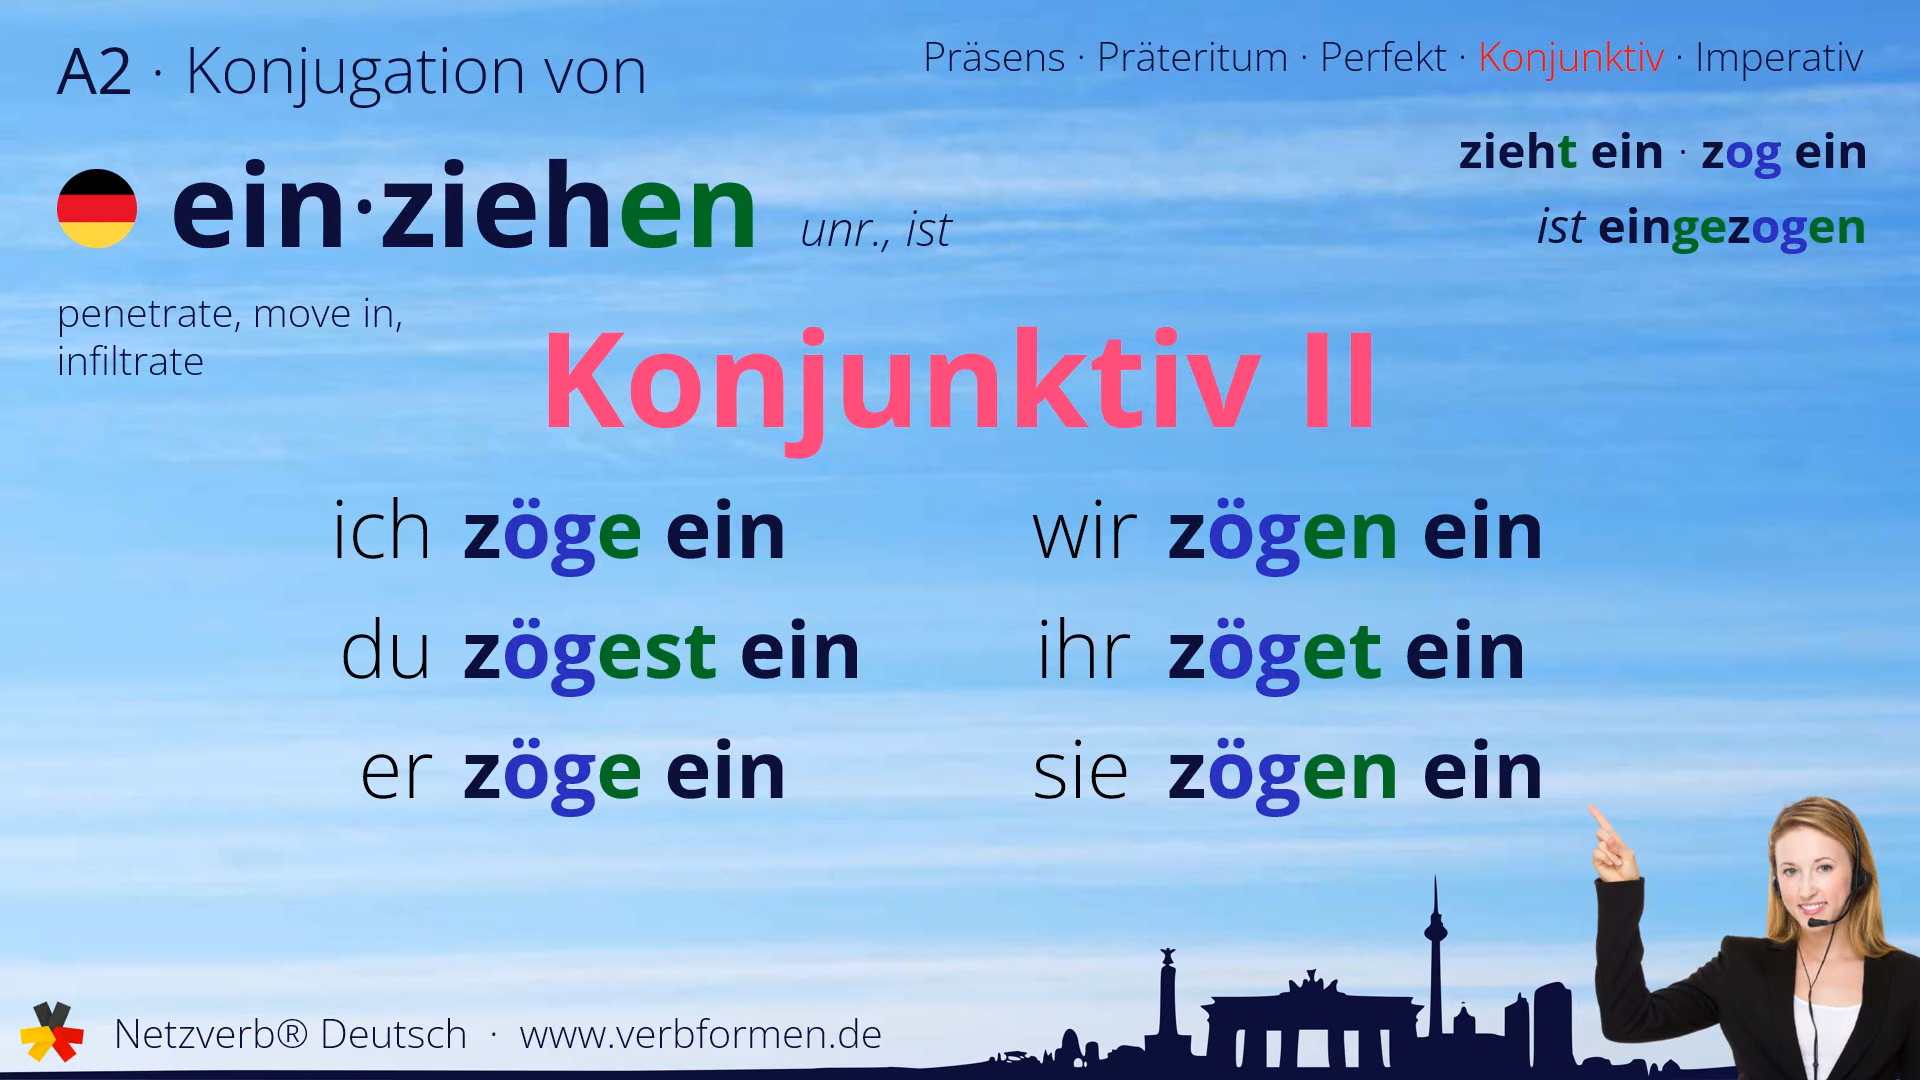 A2 · Konjugation von
Präsens · Präteritum · Perfekt · Konjunktiv · Imperativ
ein·ziehen unr., ist
zieht ein · zog ein
ist eingezogen
penetrate, move in,
infiltrate
Konjunktiv II
ich zöge ein
du zögest ein
er zöge ein
wir zögen ein
ihr zöget ein
sie zögen ein
Netzverb® Deutsch · www.verbformen.de